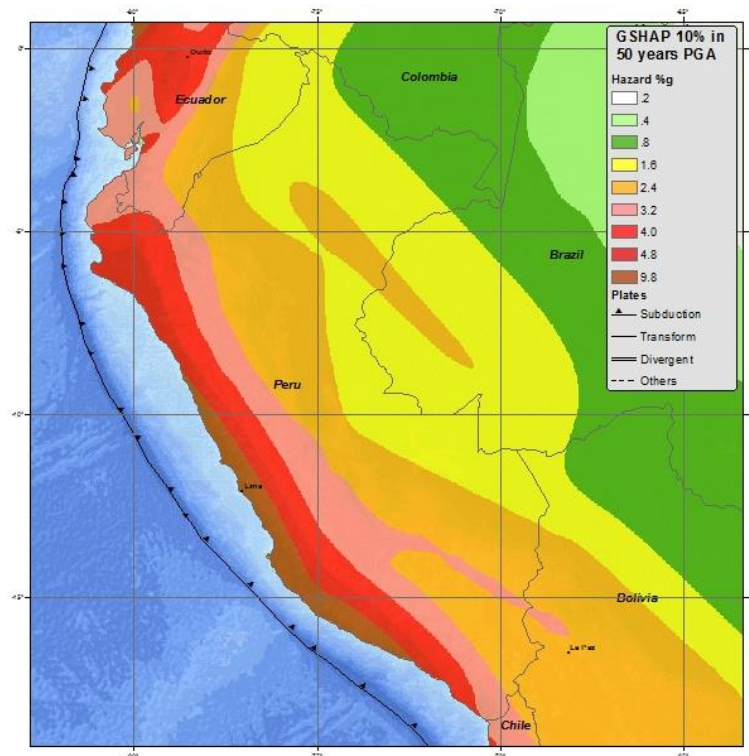 GSHAP 10% in
50 years PGA
Hazard %g
.2
.4
.8
1.6
2.4
3.2
4.0
4.8
9.8
Plates
Subduction
Transform
Divergent
Others
Quito
Ecuador
Colombia
Brazil
Peru
Lima
Bolivia
La Paz
Chile